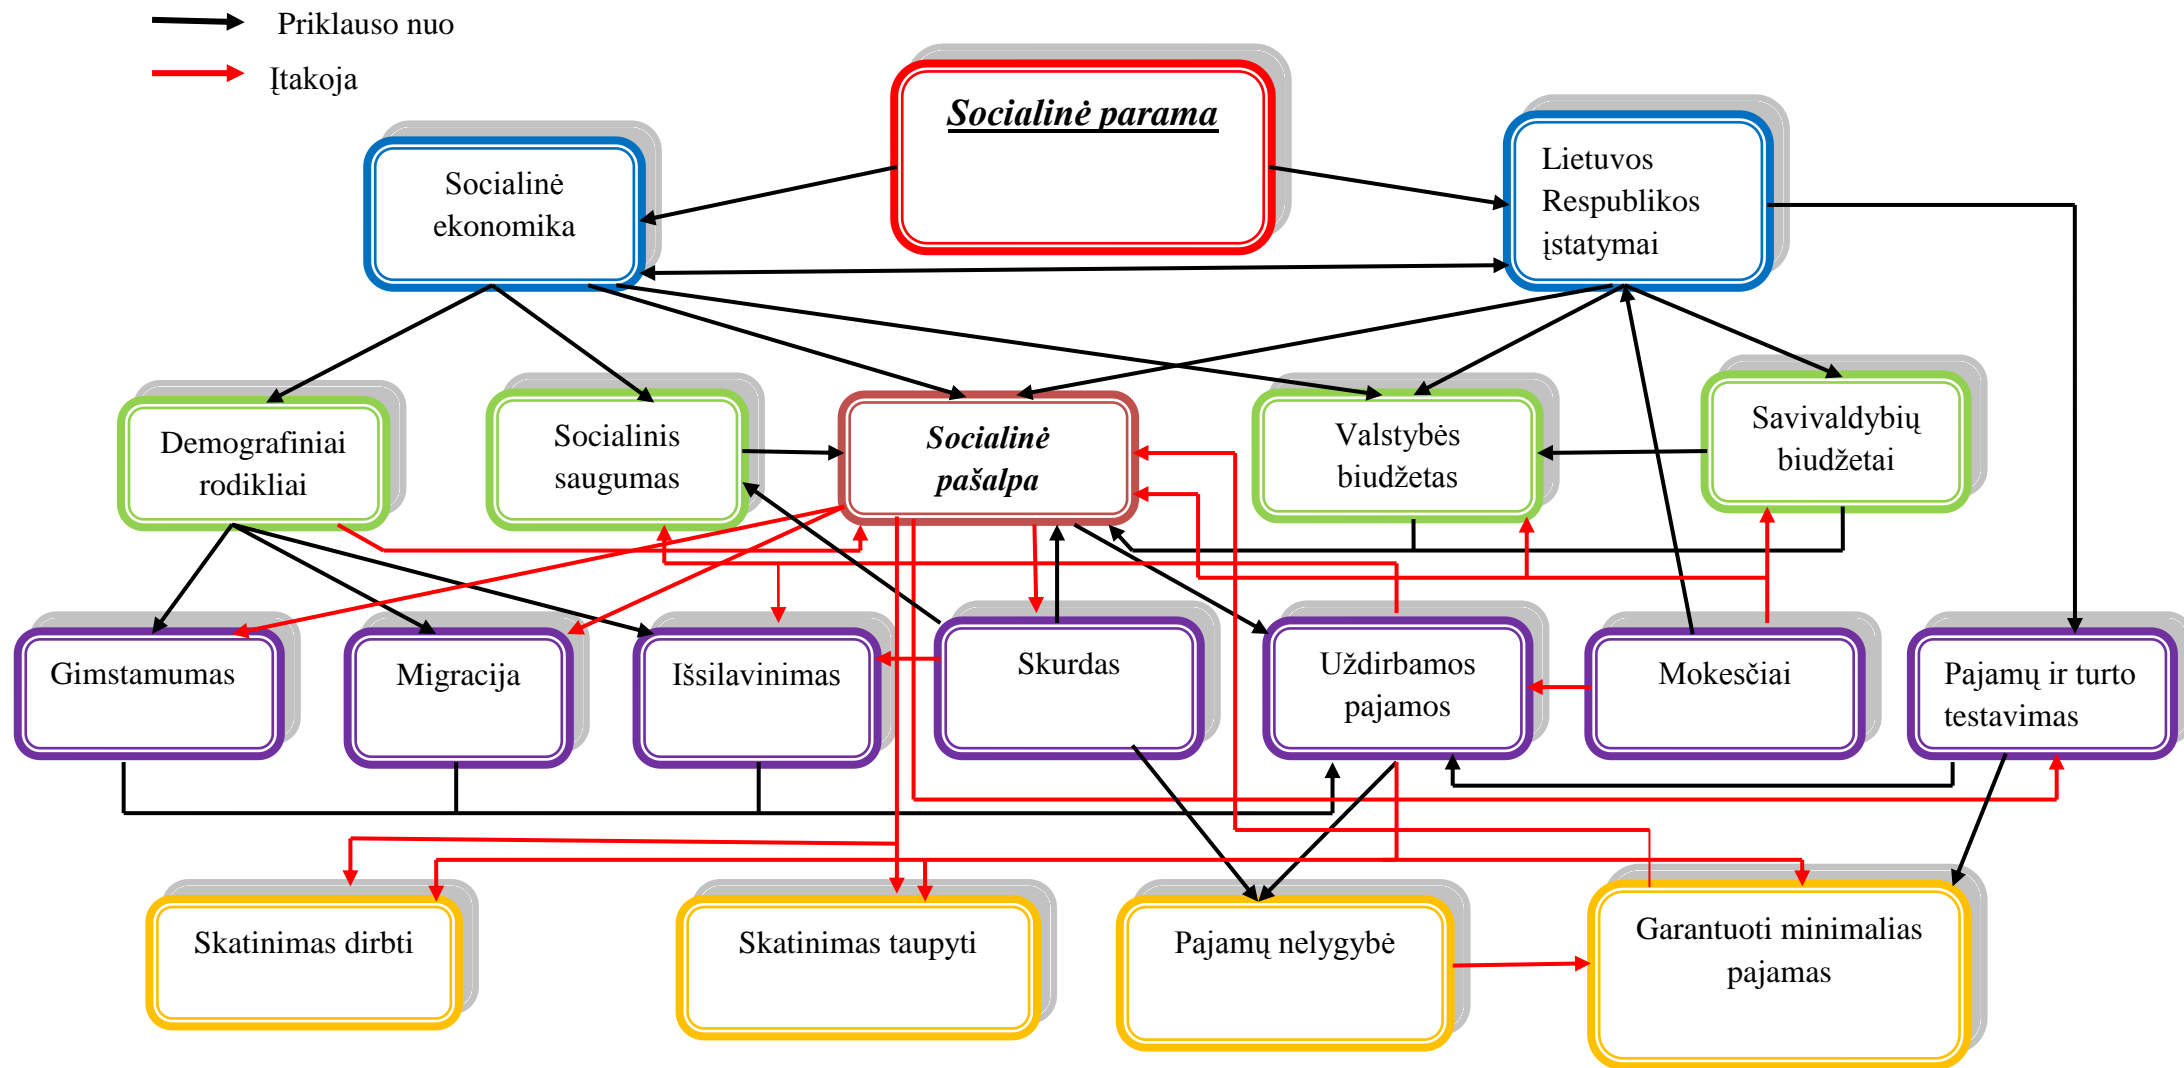 Priklauso nuo
Įtakoja
Socialinė parama
Socialinė
ekonomika
Lietuvos
Respublikos
įstatymai
Demografiniai
rodikliai
Socialinis
saugumas
Socialinė
pašalpa
Valstybės
biudžetas
Savivaldybių
biudžetai
Gimstamumas
Migracija
Išsilavinimas
Skurdas
Uždirbamos
pajamos
Mokesčiai
Pajamų ir turto
testavimas
Skatinimas dirbti
Skatinimas taupyti
Pajamų nelygybė
Garantuoti minimalias
pajamas